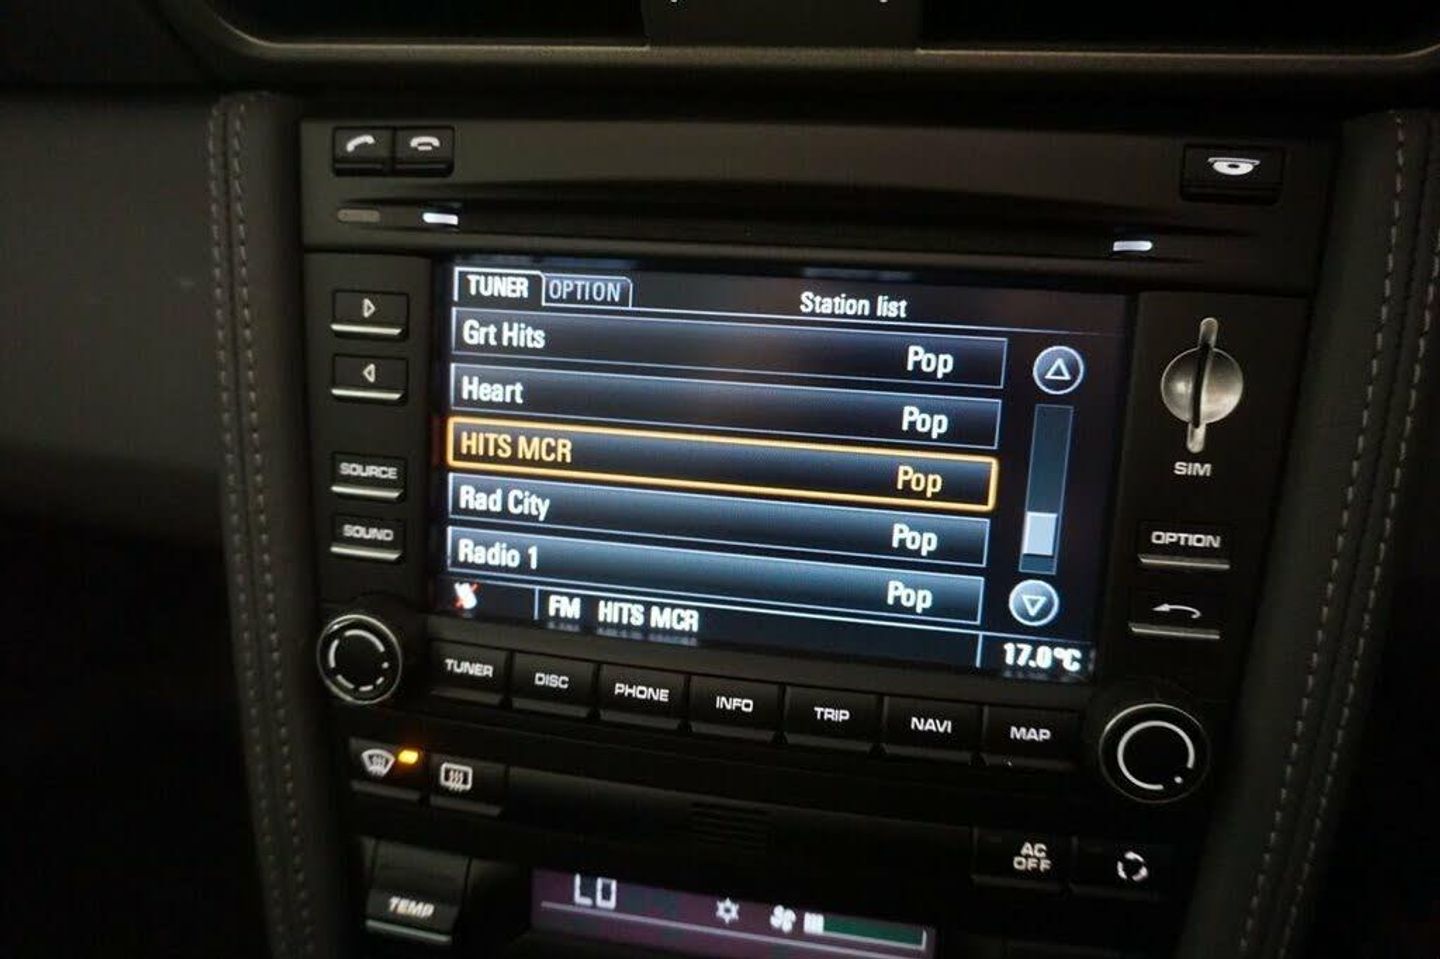 TUNER OPTION Station list
Grt Hits Pop
Heart Pop
HITS MCR Pop
Rad City Pop
Radio 1 Pop
FM HITS MCR
17.0°C
SOURCE
SOUND
SIM
OPTION
TUNER DISC PHONE INFO TRIP NAVI MAP
AC
OFF
TEMP
LO